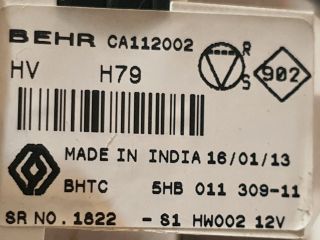 BEHR CA112002
R
S
902
HV H79
MADE IN INDIA 16/01/13
BHTC 5HB 011 309-11
SR NO. 1822 - S1 HW002 12V